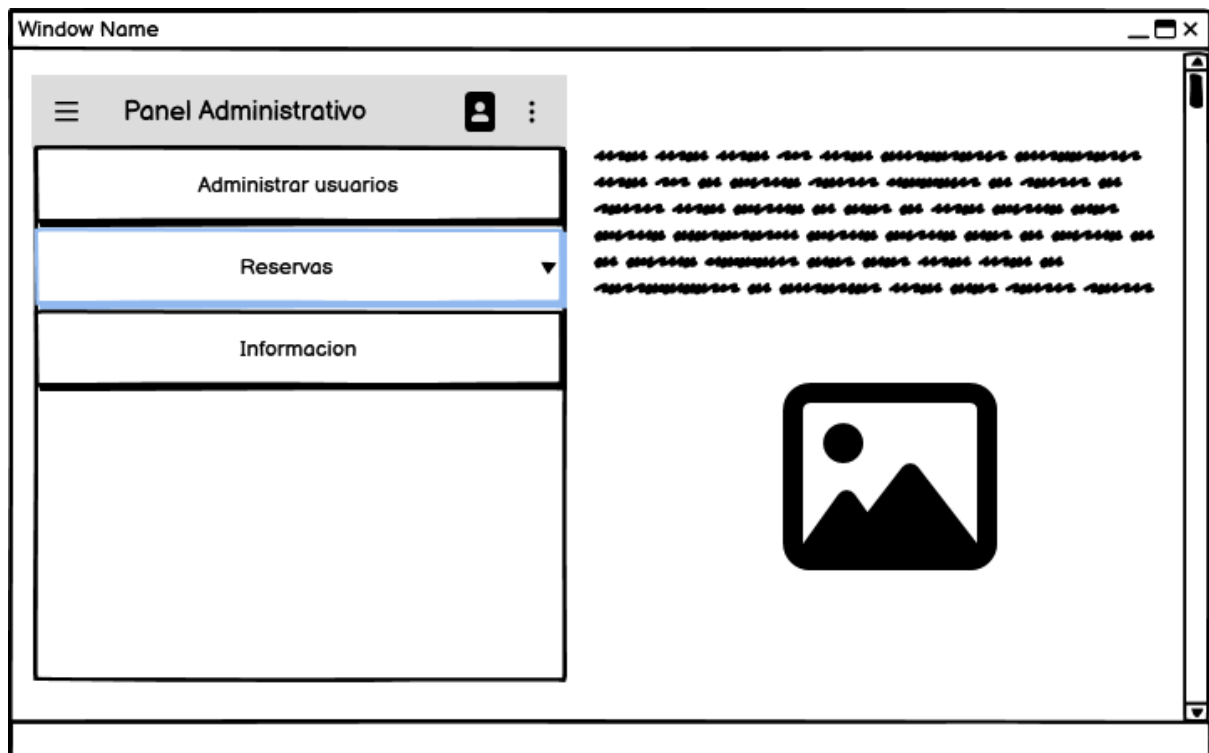 Window Name
Panel Administrativo
Administrar usuarios
Reservas
Informacion